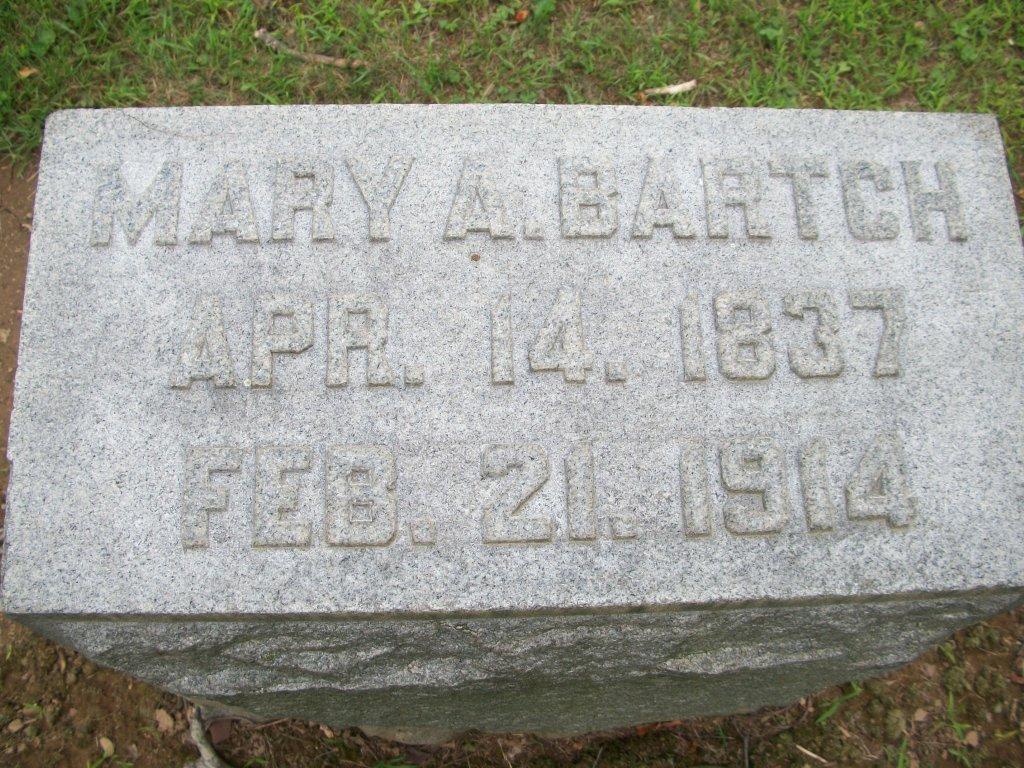 MARY A. BARTCH
APR. 14. 1837
FEB. 21. 1914